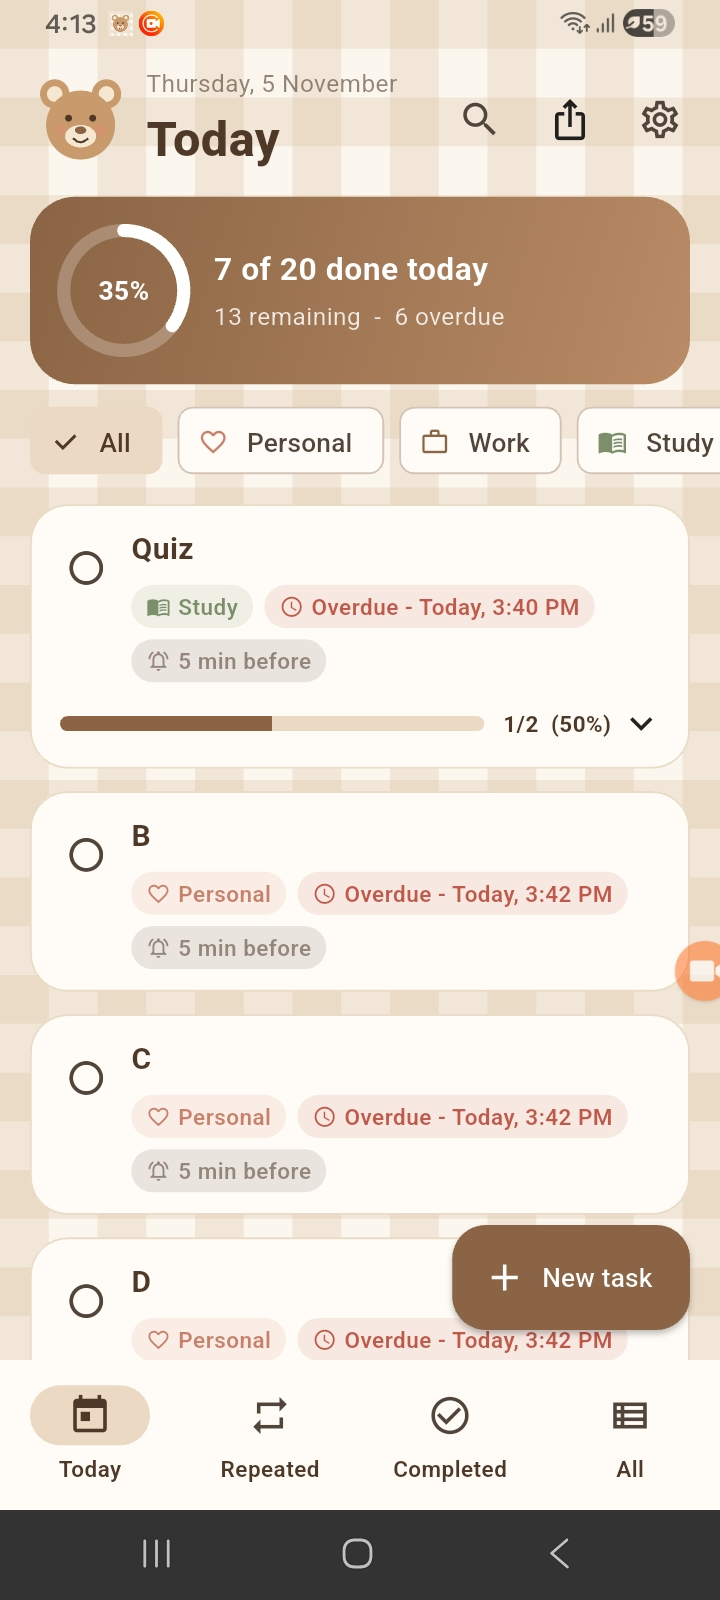 4:13
59
Thursday, 5 November
Today
35%
7 of 20 done today
13 remaining - 6 overdue
All
Personal
Work
Study
Quiz
Study
Overdue - Today, 3:40 PM
5 min before
1/2 (50%)
B
Personal
Overdue - Today, 3:42 PM
5 min before
C
Personal
Overdue - Today, 3:42 PM
5 min before
D
Personal
Overdue - Today, 3:42 PM
New task
Today
Repeated
Completed
All